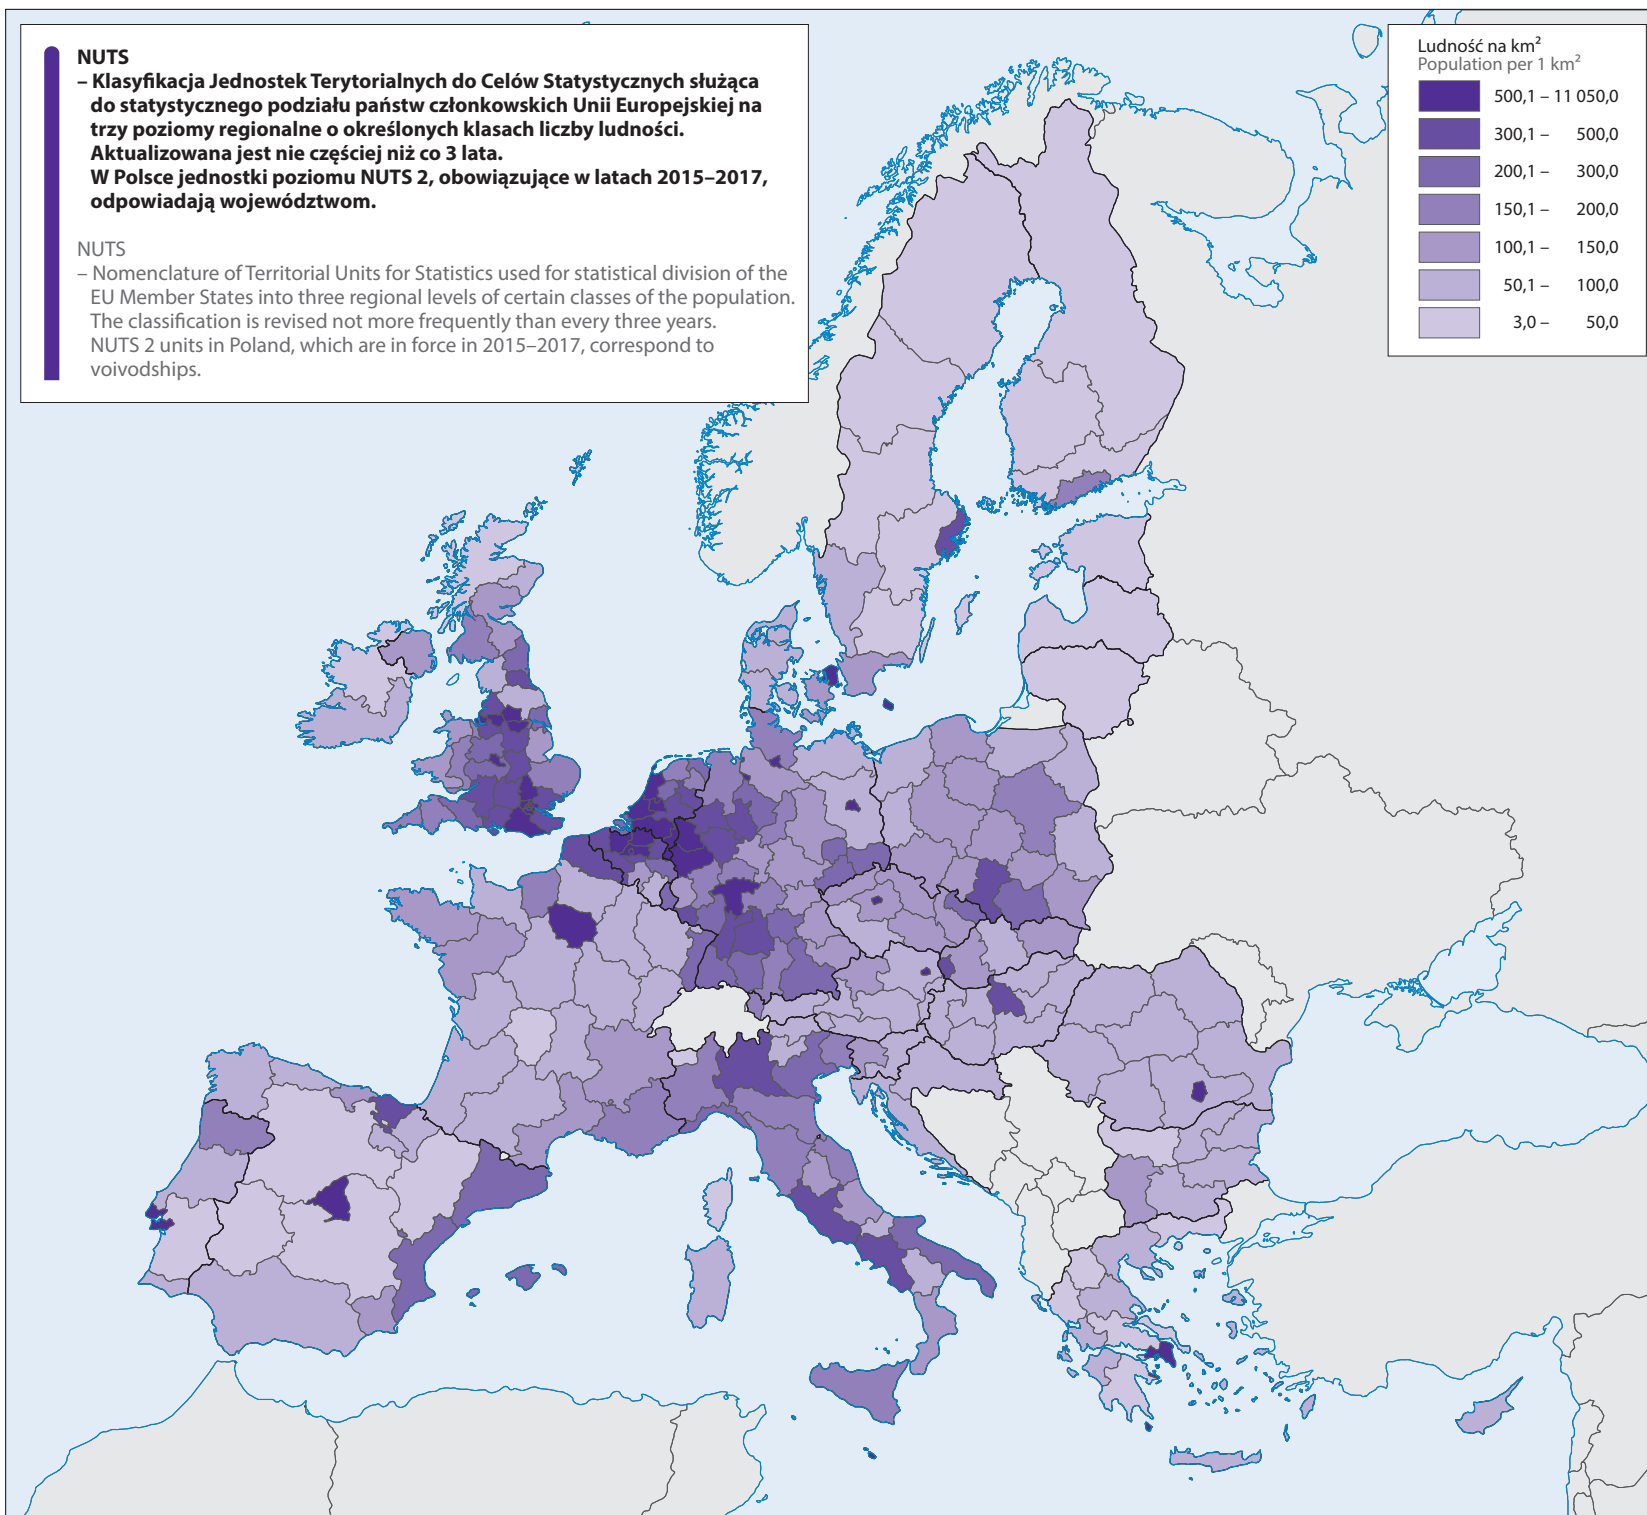 NUTS
– Klasyfikacja Jednostek Terytorialnych do Celów Statystycznych służąca
do statystycznego podziału państw członkowskich Unii Europejskiej na
trzy poziomy regionalne o określonych klasach liczby ludności.
Aktualizowana jest nie częściej niż co 3 lata.
W Polsce jednostki poziomu NUTS 2, obowiązujące w latach 2015–2017,
odpowiadają województwom.
NUTS
– Nomenclature of Territorial Units for Statistics used for statistical division of the
EU Member States into three regional levels of certain classes of the population.
The classification is revised not more frequently than every three years.
NUTS 2 units in Poland, which are in force in 2015–2017, correspond to
voivodships.
Ludność na km²
Population per 1 km²
500,1 – 11 050,0
300,1 – 500,0
200,1 – 300,0
150,1 – 200,0
100,1 – 150,0
50,1 – 100,0
3,0 – 50,0